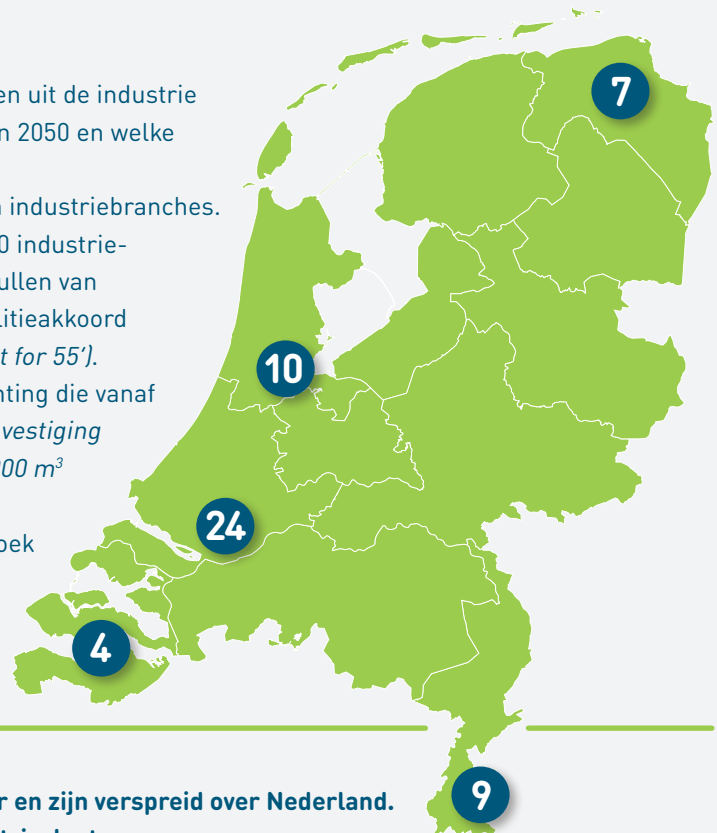 en uit de industrie
n 2050 en welke
industriebranches.
0 industrie-
ullen van
litieakkoord
t for 55').
nting die vanaf
vestiging
000 m³
oek
7
10
24
4
9
r en zijn verspreid over Nederland.